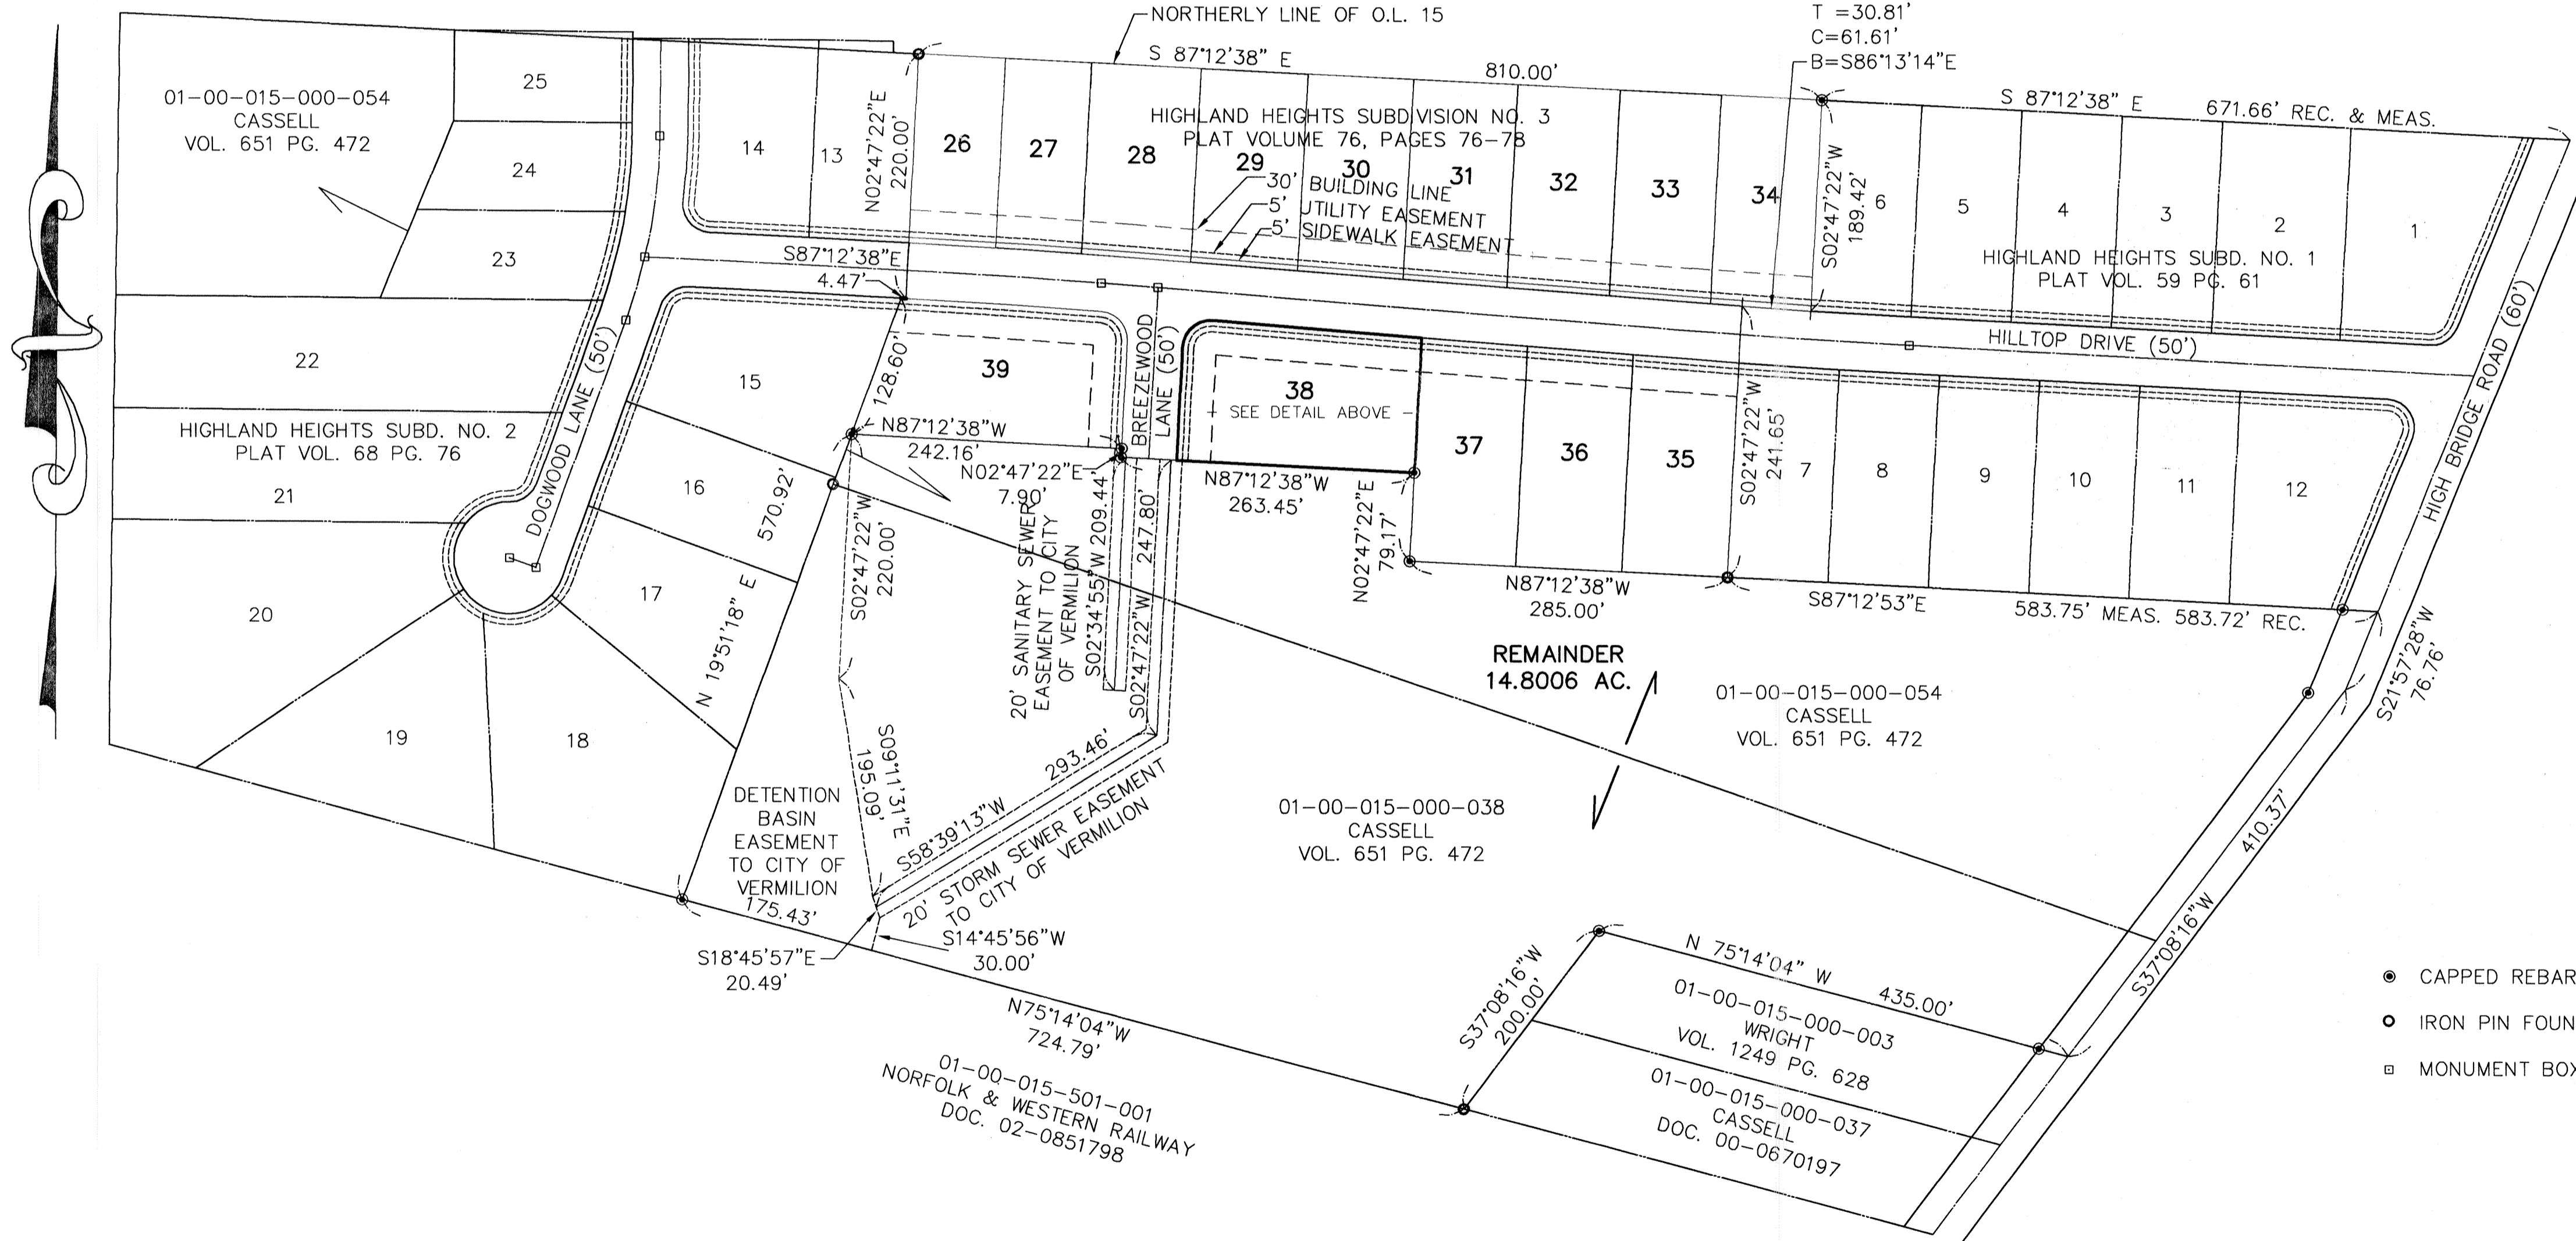 NORTHERLY LINE OF O.L. 15
T =30.81'
C=61.61'
B=S86°13'14"E
S 87°12'38" E
810.00'
S 87°12'38" E 671.66' REC. & MEAS.
01-00-015-000-054
CASSELL
VOL. 651 PG. 472
25
24
23
22
HIGHLAND HEIGHTS SUBD. NO. 2
PLAT VOL. 68 PG. 76
21
20
19
18
17
16
15
14
13
DOGWOOD LANE (50')
N02°47'22"E
220.00'
HIGHLAND HEIGHTS SUBDIVISION NO. 3
PLAT VOLUME 76, PAGES 76-78
26
27
28
29
30
31
32
33
34
30' BUILDING LINE
5' UTILITY EASEMENT
5' SIDEWALK EASEMENT
S02°47'22"W
189.42'
6
5
4
3
2
1
HIGHLAND HEIGHTS SUBD. NO. 1
PLAT VOL. 59 PG. 61
HILLTOP DRIVE (50')
HIGH BRIDGE ROAD (60')
S87°12'38"E
4.47'
128.60'
39
BREEZEWOOD
LANE (50')
38
SEE DETAIL ABOVE
37
36
35
S02°47'22"W
241.65'
7
8
9
10
11
12
N87°12'38"W
242.16'
N02°47'22"E
7.90'
N87°12'38"W
263.45'
N02°47'22"E
79.17'
N87°12'38"W
285.00'
S87°12'53"E
583.75' MEAS. 583.72' REC.
S21°57'28"W
76.76'
570.92'
N 19°51'18" E
S02°47'22"W
220.00'
20' SANITARY SEWER
EASEMENT TO CITY
OF VERMILION
S02°34'55"W 209.44'
S02°47'22"W 247.80'
S09°11'31"E
195.09'
S58°39'13"W
293.46'
20' STORM SEWER EASEMENT
TO CITY OF VERMILION
DETENTION
BASIN
EASEMENT
TO CITY OF
VERMILION
175.43'
S18°45'57"E
20.49'
S14°45'56"W
30.00'
REMAINDER
14.8006 AC.
01-00-015-000-054
CASSELL
VOL. 651 PG. 472
01-00-015-000-038
CASSELL
VOL. 651 PG. 472
N75°14'04"W
724.79'
01-00-015-501-001
NORFOLK & WESTERN RAILWAY
DOC. 02-0851798
S37°08'16"W
200.00'
N 75°14'04" W
435.00'
01-00-015-000-003
WRIGHT
VOL. 1249 PG. 628
01-00-015-000-037
CASSELL
DOC. 00-0670197
S37°08'16"W
410.37'
CAPPED REBAR
IRON PIN FOUN
MONUMENT BOX